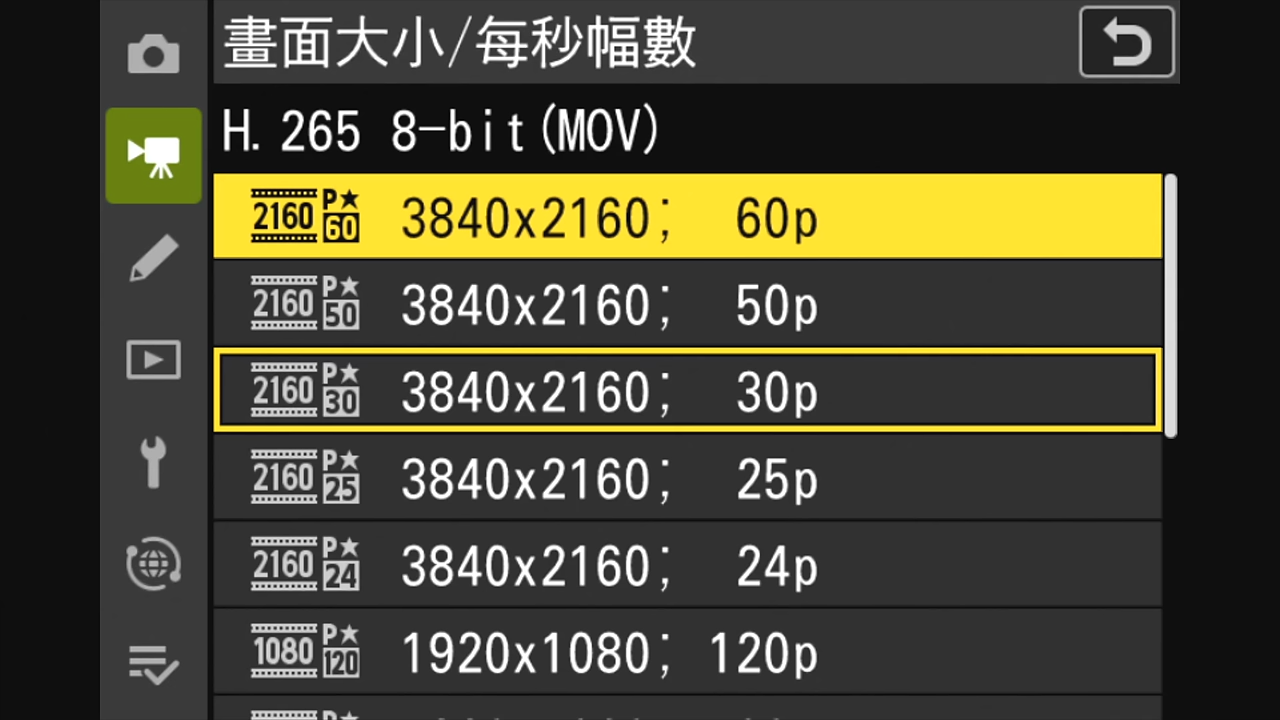 畫面大小/每秒幅數
H.265 8-bit(MOV)
2160 P★ 60 3840x2160; 60p
2160 P★ 50 3840x2160; 50p
2160 P★ 30 3840x2160; 30p
2160 P★ 25 3840x2160; 25p
2160 P★ 24 3840x2160; 24p
1080 P★ 120 1920x1080; 120p